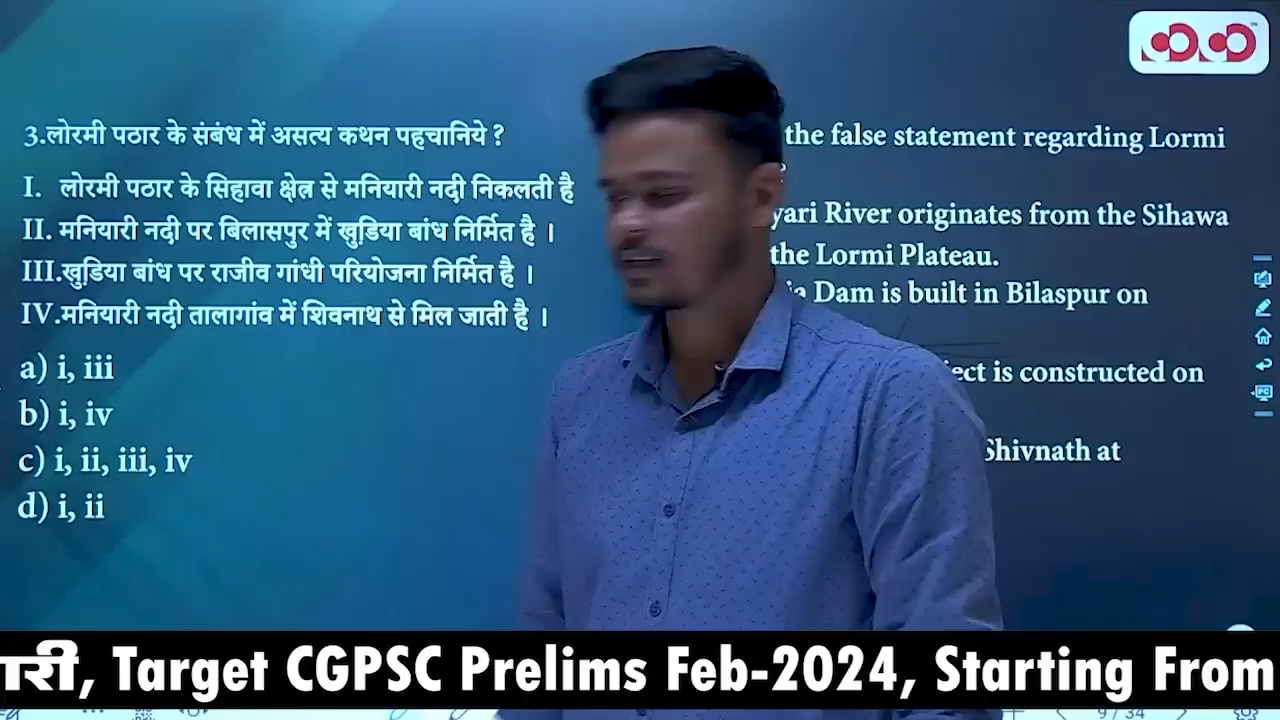 3.लोरमी पठार के संबंध में असत्य कथन पहचानिये ?
I. लोरमी पठार के सिहावा क्षेत्र से मनियारी नदी निकलती है
II. मनियारी नदी पर बिलासपुर में खुडिया बांध निर्मित है ।
III.खुडिया बांध पर राजीव गांधी परियोजना निर्मित है ।
IV.मनियारी नदी तालागांव में शिवनाथ से मिल जाती है ।
a) i, iii
b) i, iv
c) i, ii, iii, iv
d) i, ii
the false statement regarding Lormi
River originates from the Sihawa
the Lormi Plateau.
Dam is built in Bilaspur on
is constructed on
Shivnath at
री, Target CGPSC Prelims Feb-2024, Starting From
9 / 34